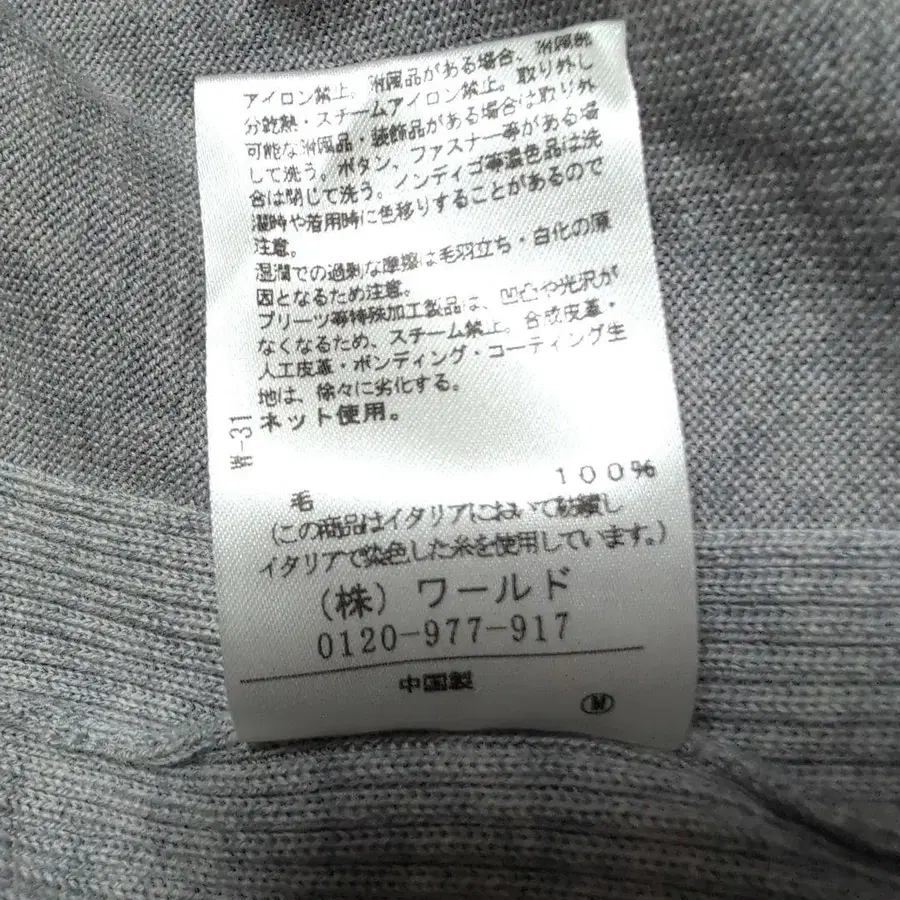 アイロン禁止。附属品がある場合、附属品
分乾熱・スチームアイロン禁止。取り外し
可能な附属品・装飾品がある場合は取り外
して洗う。ボタン、ファスナー等がある場
合は閉じて洗う。ノンディゴ等濃色品は洗
濯時や着用時に色移りすることがあるので
注意。
湿潤での過剰な摩擦は毛羽立ち・白化の原
因となるため注意。
プリーツ等特殊加工製品は、凹凸や光沢が
なくなるため、スチーム禁止。合成皮革・
人工皮革・ボンディング・コーティング生
地は、徐々に劣化する。
ネット使用。
W-31
毛 100%
(この商品はイタリアにおいて紡績し
イタリアで染色した糸を使用しています。)
(株) ワールド
0120-977-917
中国製
Ⓦ